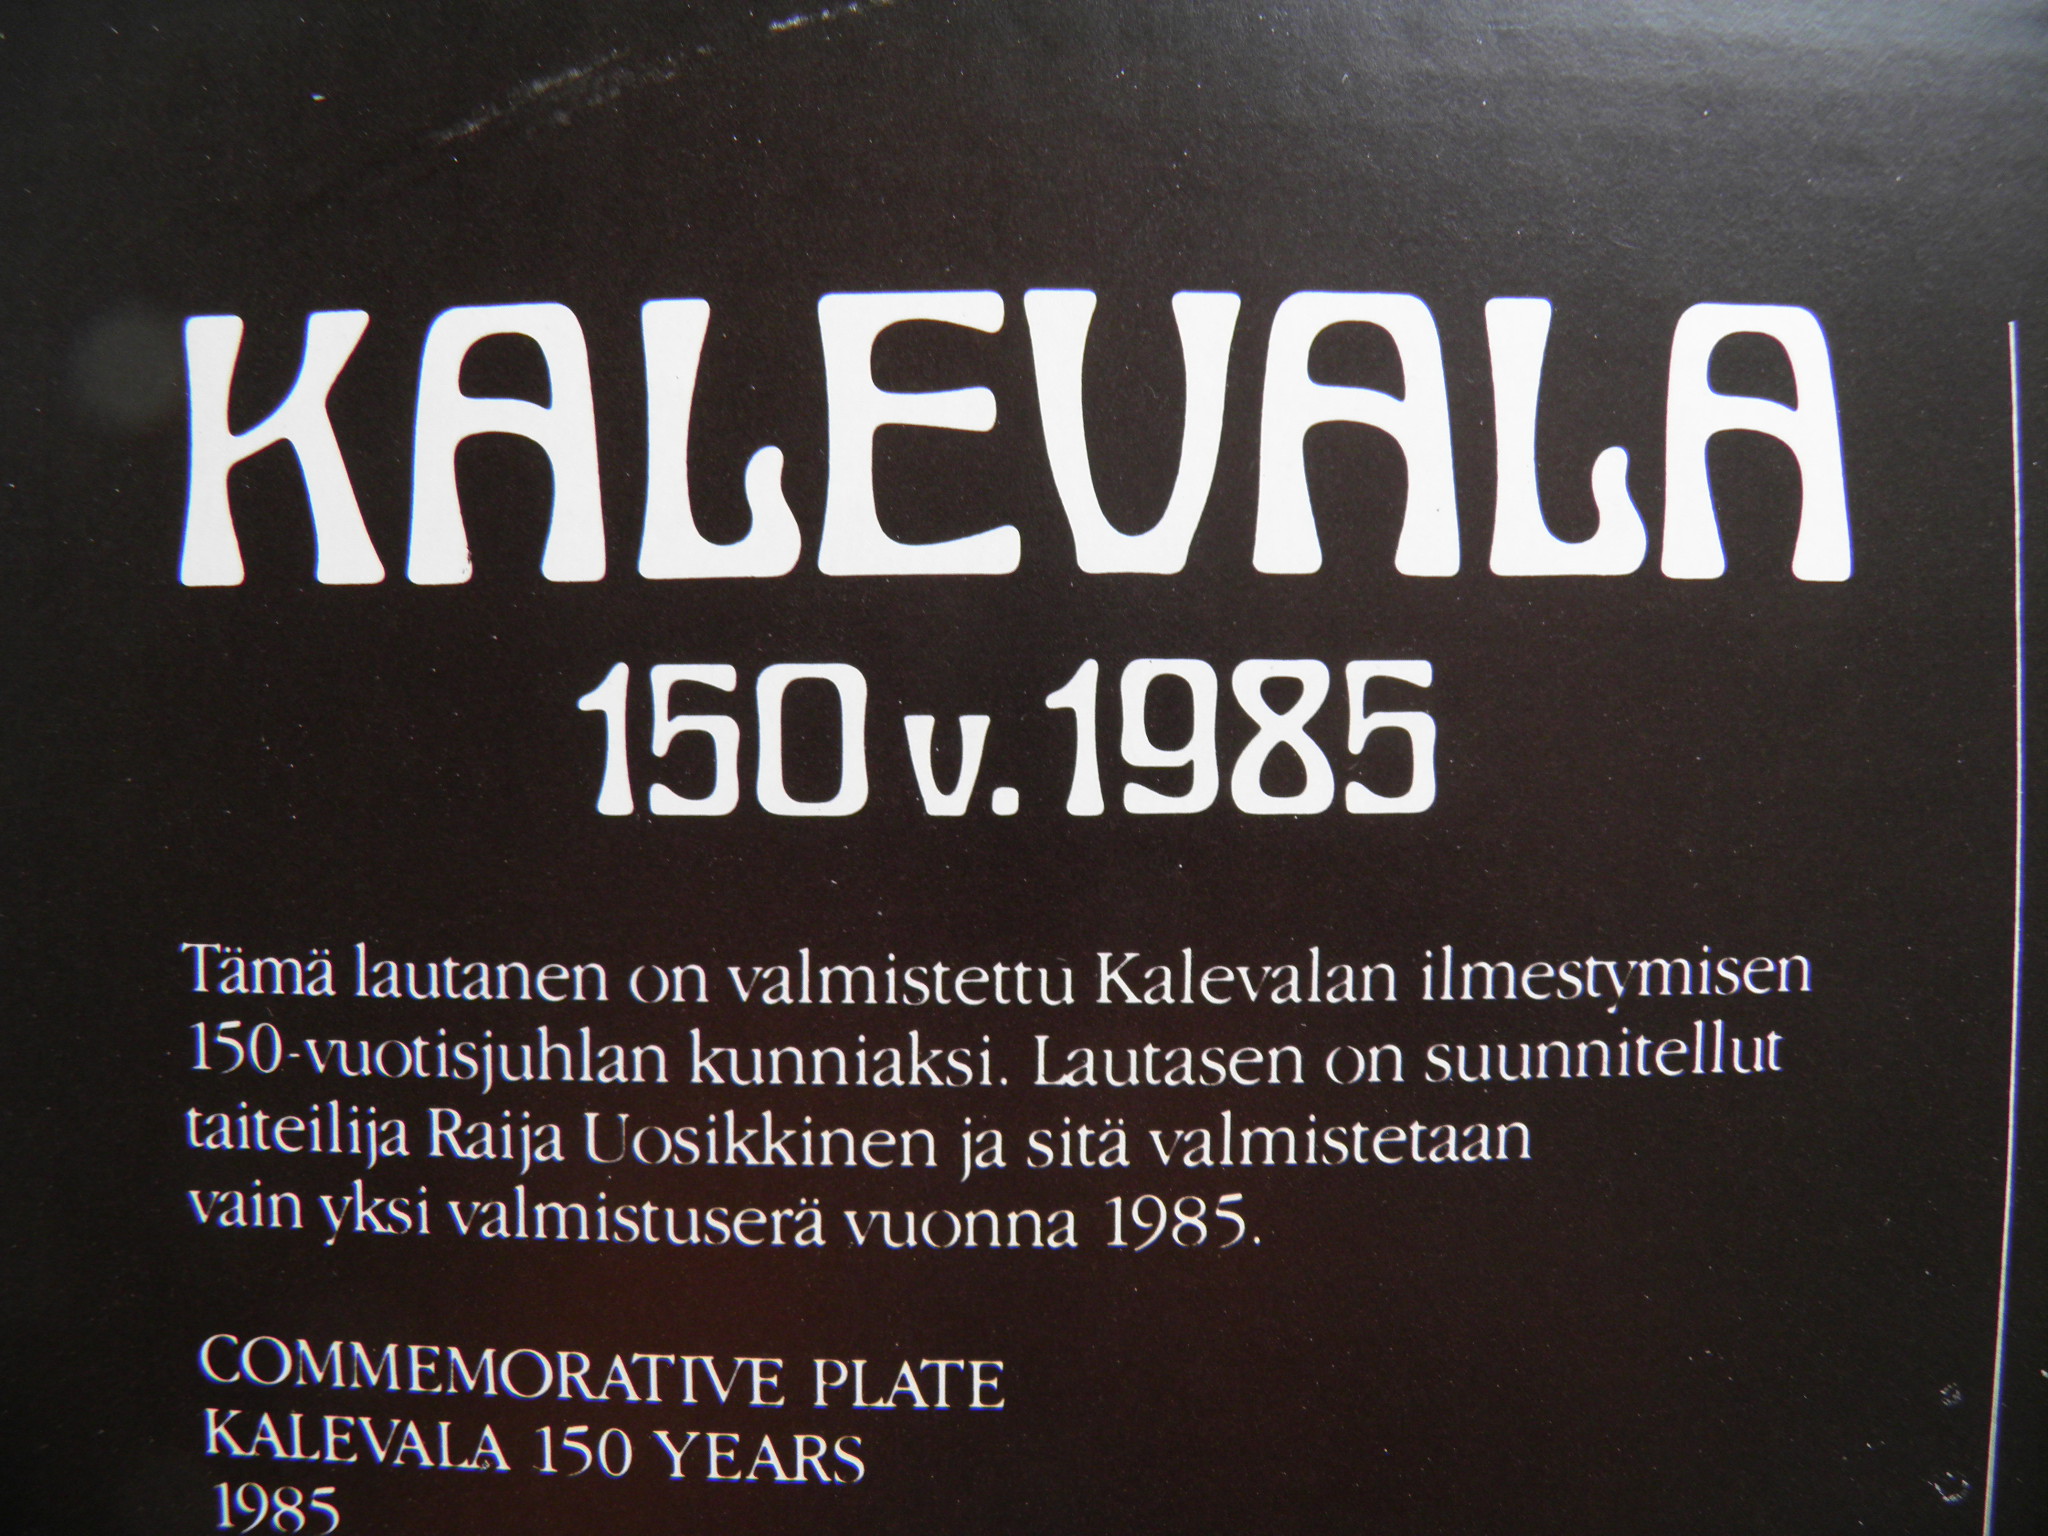 KALEVALA
150 v. 1985
Tämä lautanen on valmistettu Kalevalan ilmestymisen
150-vuotisjuhlan kunniaksi. Lautasen on suunnitellut
taiteilija Raija Uosikkinen ja sitä valmistetaan
vain yksi valmistuserä vuonna 1985.
COMMEMORATIVE PLATE
KALEVALA 150 YEARS
1985